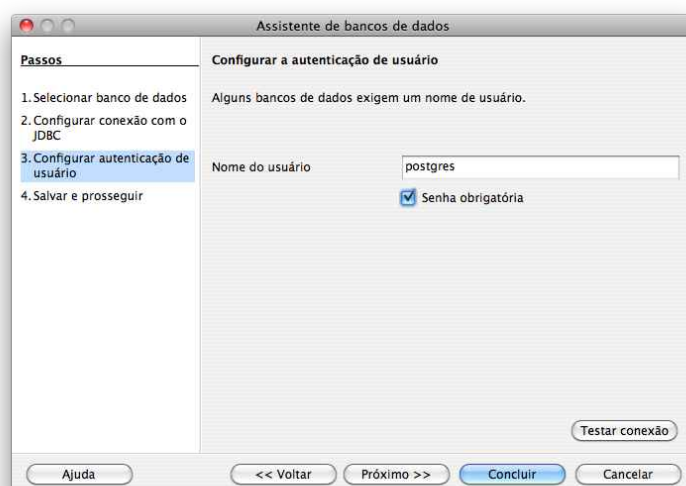 Assistente de bancos de dados
Passos
1. Selecionar banco de dados
2. Configurar conexão com o
JDBC
3. Configurar autenticação de
usuário
4. Salvar e prosseguir
Configurar a autenticação de usuário
Alguns bancos de dados exigem um nome de usuário.
Nome do usuário
postgres
Senha obrigatória
Testar conexão
Ajuda
<< Voltar
Próximo >>
Concluir
Cancelar